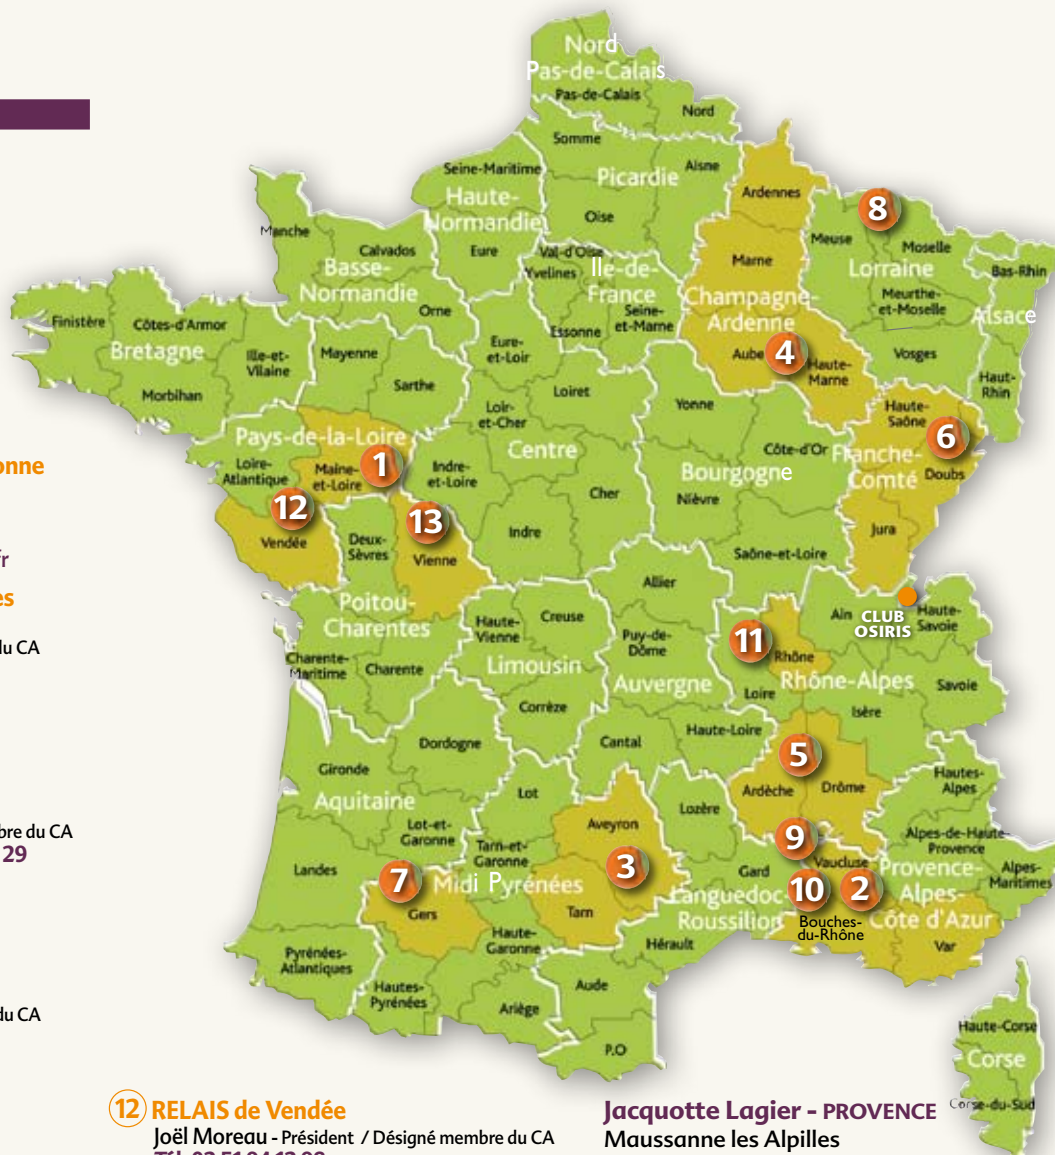 Nord
Pas-de-Calais
Pas-de-Calais
Nord
Somme
Seine-Maritime
Picardie
Aisne
Ardennes
Haute-
Normandie
Oise
8
Manche
Meuse
Moselle
Calvados
Eure
Val-d'Oise
Marne
Lorraine
Bas-Rhin
Basse-
Normandie
Yvelines
Ile-de-
France
Champagne-
Ardenne
Meurthe-
et-Moselle
Alsace
Orne
Seine-
et-Marne
Essonne
Finistère
Côtes-d'Armor
Bretagne
Ille-et-
Vilaine
Mayenne
Eure-
et-Loir
Aube
4
Haute-
Marne
Vosges
Haut-
Rhin
Morbihan
Sarthe
Loiret
Yonne
Loir-
et-Cher
Haute-
Saône
6
Pays-de-la-Loire
Centre
Côte-d'Or
Franche-
Comté
Doubs
onne
Loire-
Atlantique
Maine-
et-Loire
1
Indre-
et-Loire
Bourgogne
Cher
Nièvre
12
13
Vendée
Deux-
Sèvres
Vienne
Indre
Jura
Saône-et-Loire
fr
es
Allier
Poitou-
Charentes
Haute-
Vienne
Creuse
Ain
CLUB
OSIRIS
Haute-
Savoie
du CA
Puy-de-
Dôme
11
Rhône
Charente-
Maritime
Charente
Limousin
Auvergne
Loire
Rhône-Alpes
Savoie
Corrèze
Isère
Dordogne
Cantal
Haute-Loire
5
Gironde
Hautes-
Alpes
Aquitaine
Lot
Lozère
Ardèche
Drôme
bre du CA
29
Lot-et-
Garonne
Aveyron
9
Alpes-de-Haute-
Provence
Tarn-et-
Garonne
Landes
3
Gard
Vaucluse
Provence-
Alpes-
Côte d'Azur
Alpes-
Maritimes
7
Midi Pyrénées
Languedoc-
Roussilion
10
2
Gers
Tarn
Bouches-
du-Rhône
Haute-
Garonne
Hérault
Var
Pyrénées-
Atlantiques
Aude
Hautes-
Pyrénées
Ariège
du CA
P.O
Haute-Corse
Corse
Corse-du-Sud
12 RELAIS de Vendée
Joël Moreau - Président / Désigné membre du CA
Tél. 02 51 94 12 99
Jacquotte Lagier - PROVENCE
Maussanne les Alpilles